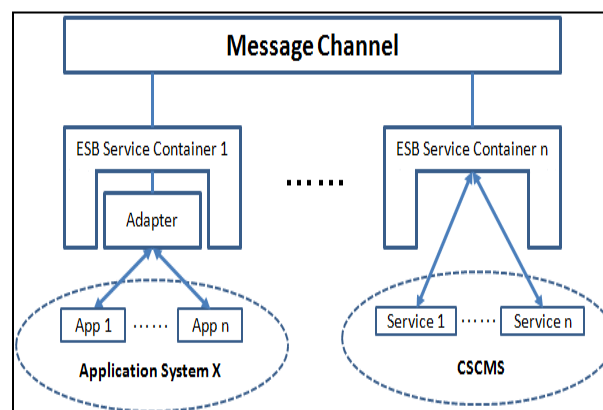 Message Channel
ESB Service Container 1
ESB Service Container n
......
Adapter
App 1 ...... App n
Service 1 ...... Service n
Application System X
CSCMS